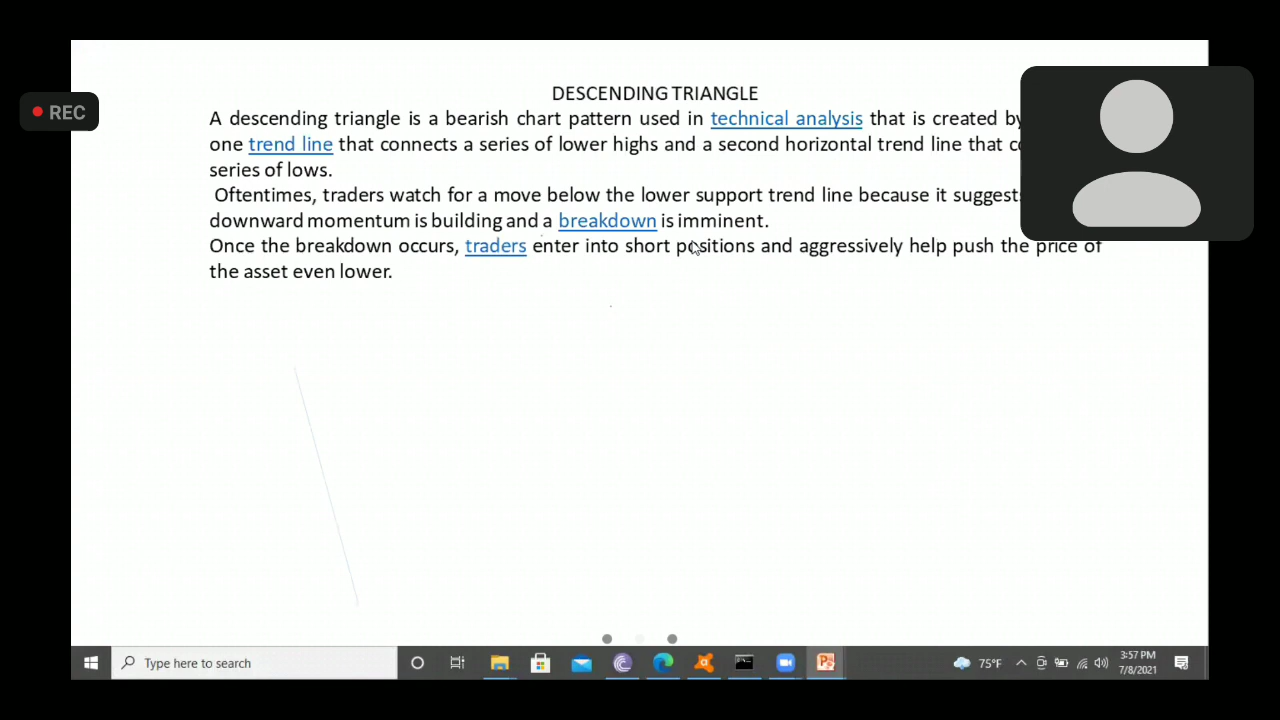 DESCENDING TRIANGLE
A descending triangle is a bearish chart pattern used in technical analysis that is created by
REC
one trend line that connects a series of lower highs and a second horizontal trend line that
series of lows.
Oftentimes, traders watch for a move below the lower support trend line because it suggests
downward momentum is building and a breakdown is imminent.
Once the breakdown occurs, traders enter into short positions and aggressively help push the price of
the asset even lower.
Type here to search
75°F
3:57 PM
7/8/2021